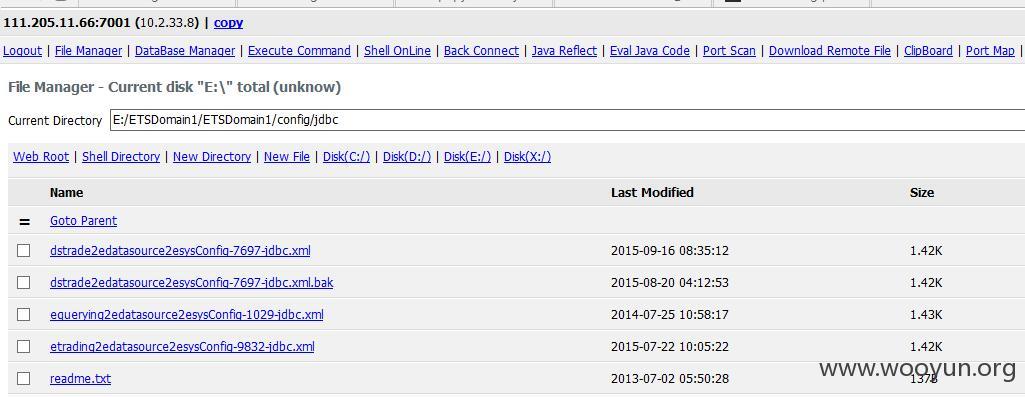 111.205.11.66:7001 (10.2.33.8) | copy
Logout | File Manager | DataBase Manager | Execute Command | Shell OnLine | Back Connect | Java Reflect | Eval Java Code | Port Scan | Download Remote File | ClipBoard | Port Map |
File Manager - Current disk "E:\" total (unknow)
Current Directory E:/ETSDomain1/ETSDomain1/config/jdbc
Web Root | Shell Directory | New Directory | New File | Disk(C:/) | Disk(D:/) | Disk(E:/) | Disk(X:/)
Name Last Modified Size
= Goto Parent
dstrade2edatasource2esysConfig-7697-jdbc.xml 2015-09-16 08:35:12 1.42K
dstrade2edatasource2esysConfig-7697-jdbc.xml.bak 2015-08-20 04:12:53 1.42K
equerying2edatasource2esysConfig-1029-jdbc.xml 2014-07-25 10:58:17 1.43K
etrading2edatasource2esysConfig-9832-jdbc.xml 2015-07-22 10:05:22 1.42K
readme.txt 2013-07-02 05:50:28 137B
www.wooyun.org